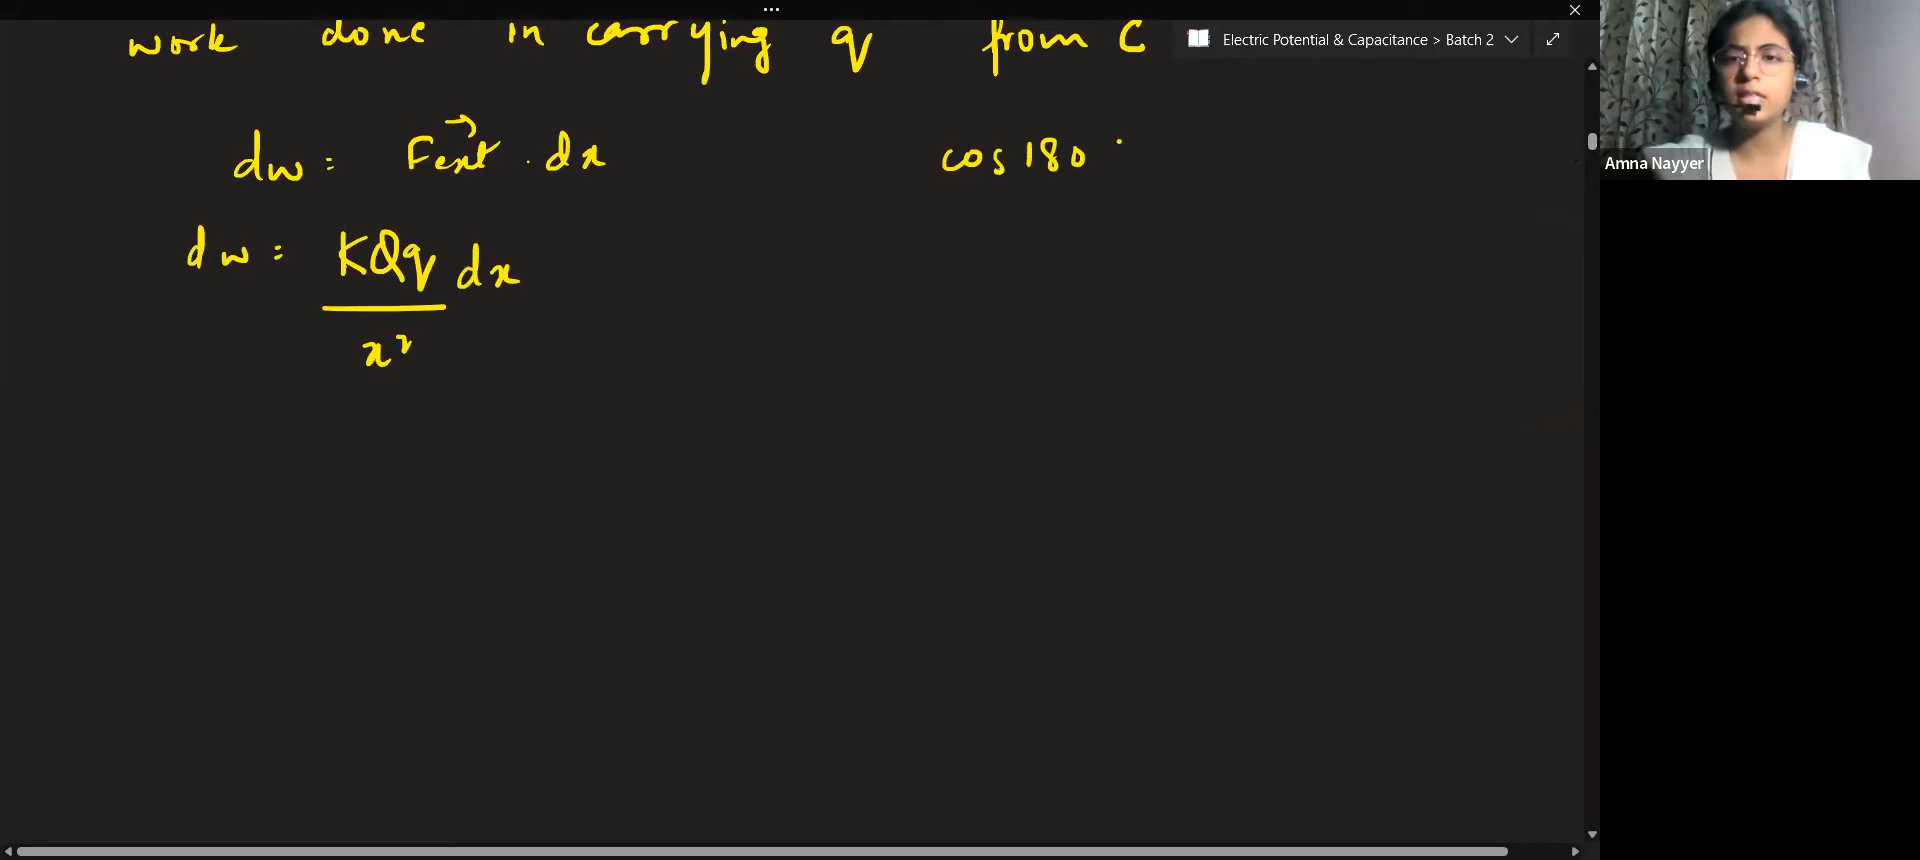 work done in carrying q from C
Electric Potential & Capacitance > Batch 2
Amna Nayyer
dw = F⃗ext . dx cos 180°
dw = KQq/x² dx